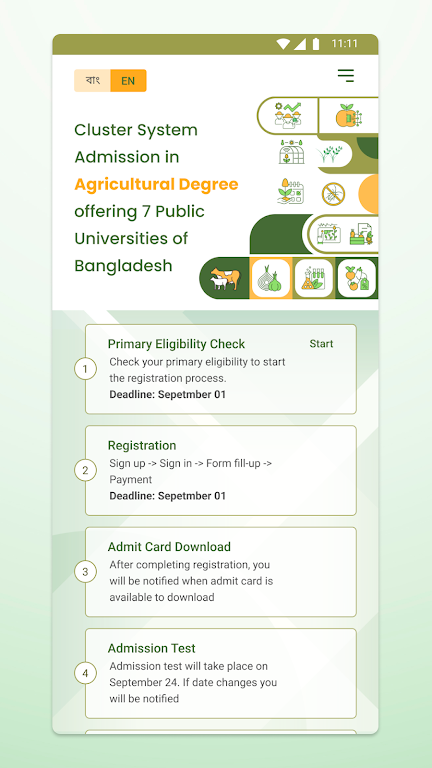 11:11
বাং EN
Cluster System
Admission in
Agricultural Degree
offering 7 Public
Universities of
Bangladesh
1
Primary Eligibility Check Start
Check your primary eligibility to start
the registration process.
Deadline: Sepetmber 01
2
Registration
Sign up -> Sign in -> Form fill-up ->
Payment
Deadline: Sepetmber 01
3
Admit Card Download
After completing registration, you
will be notified when admit card is
available to download
4
Admission Test
Admission test will take place on
September 24. If date changes you
will be notified